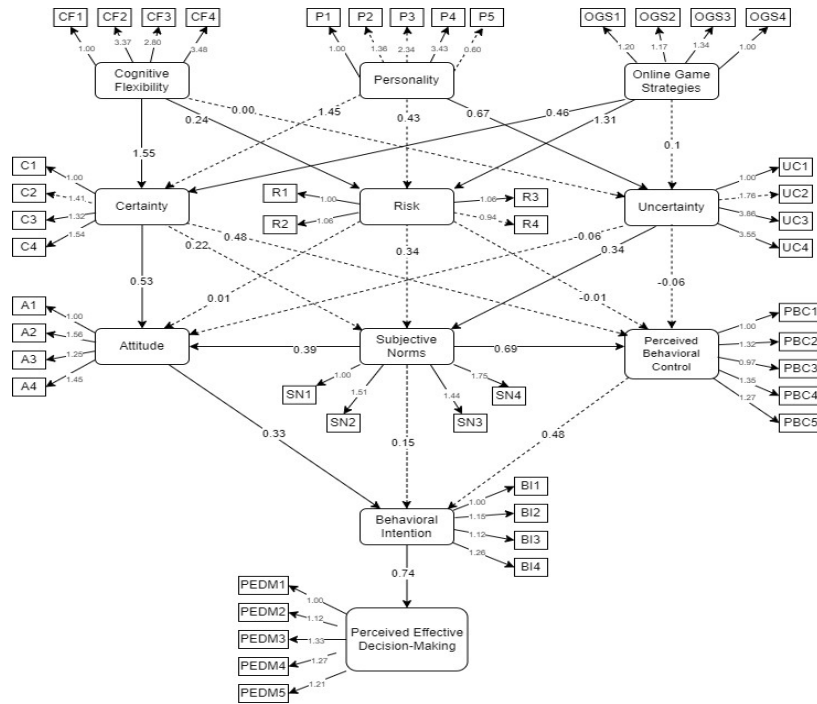 CF1 CF2 CF3 CF4 P1 P2 P3 P4 P5 OGS1 OGS2 OGS3 OGS4
1.00 3.37 2.80 3.48 1.00 1.36 2.34 3.43 0.60 1.20 1.17 1.34 1.00
Cognitive
Flexibility
Personality
Online Game
Strategies
0.00 1.45 0.43 0.67 0.46
0.24 1.31
1.55 0.1
C1 1.00
C2 1.41
C3 1.32
C4 1.54
Certainty
R1 1.00
R2 1.06
Risk
1.06 R3
0.94 R4
Uncertainty
1.00 UC1
1.76 UC2
3.86 UC3
3.55 UC4
0.22 0.48 0.34 -0.06 0.34
0.53 0.01 -0.01 -0.06
A1 1.00
A2 1.56
A3 1.25
A4 1.45
Attitude
0.39
Subjective
Norms
0.69
Perceived
Behavioral
Control
1.00 PBC1
1.32 PBC2
0.97 PBC3
1.35 PBC4
1.27 PBC5
SN1 1.00
SN2 1.51
SN3 1.44
SN4 1.75
0.33 0.15 0.48
Behavioral
Intention
1.00 BI1
1.15 BI2
1.12 BI3
1.26 BI4
0.74
PEDM1 1.00
PEDM2 1.12
PEDM3 1.33
PEDM4 1.27
PEDM5 1.21
Perceived Effective
Decision-Making